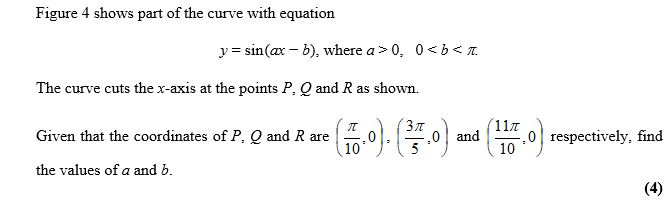 Figure 4 shows part of the curve with equation
y = sin(ax − b), where a > 0, 0 < b < π.
The curve cuts the x-axis at the points P, Q and R as shown.
Given that the coordinates of P, Q and R are (π/10, 0), (3π/5, 0) and (11π/10, 0) respectively, find
the values of a and b.
(4)